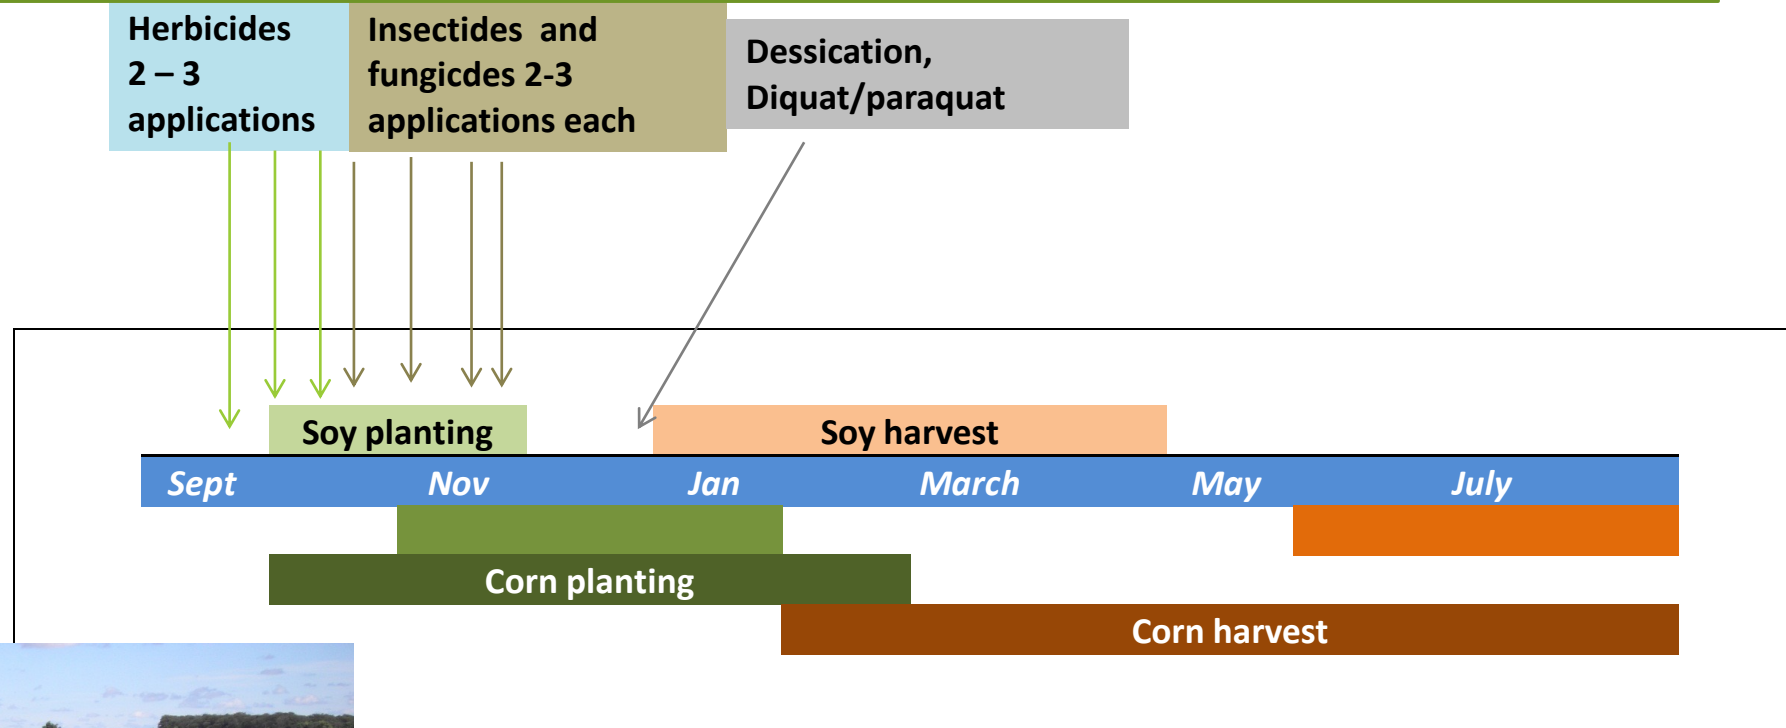 Herbicides
2 – 3
applications
Insectides and
fungicdes 2-3
applications each
Dessication,
Diquat/paraquat
Soy planting
Soy harvest
Sept Nov Jan March May July
Corn planting
Corn harvest